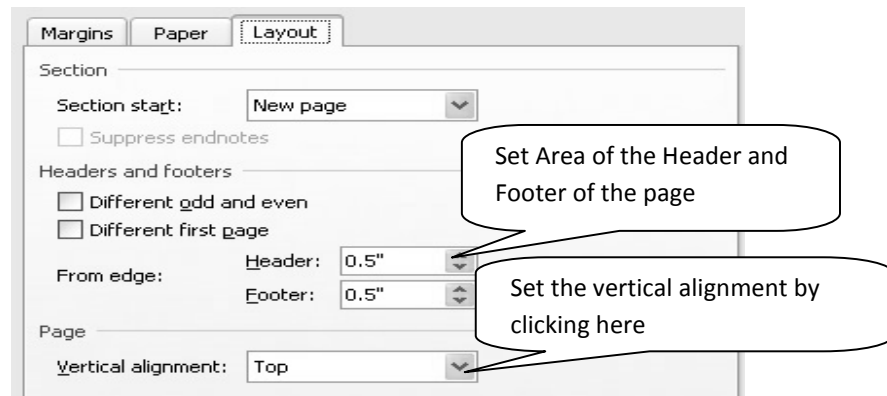 Margins Paper Layout
Section
Section start: New page
Suppress endnotes
Set Area of the Header and
Footer of the page
Headers and footers
Different odd and even
Different first page
From edge:
Header: 0.5"
Footer: 0.5"
Set the vertical alignment by
clicking here
Page
Vertical alignment: Top